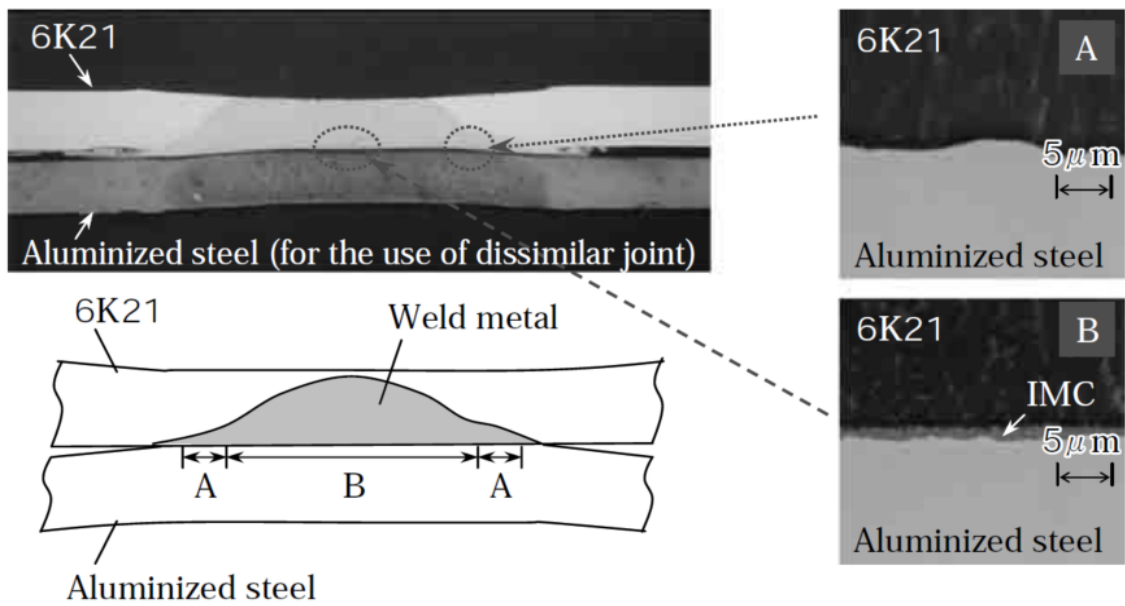 6K21
Aluminized steel (for the use of dissimilar joint)
6K21
A
5μm
Aluminized steel
6K21
Weld metal
A
B
A
Aluminized steel
6K21
B
IMC
5μm
Aluminized steel